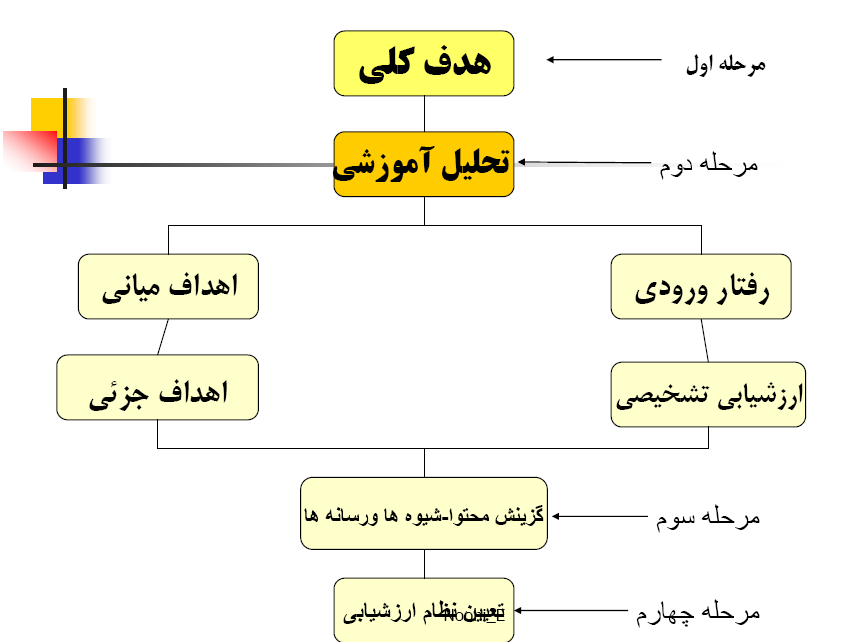 هدف کلی
مرحله اول
تحلیل آموزشی
مرحله دوم
رفتار ورودی
اهداف میانی
ارزشیابی تشخیصی
اهداف جزئی
گزینش محتوا-شیوه ها ورسانه ها
مرحله سوم
تعیین نظام ارزشیابی
مرحله چهارم